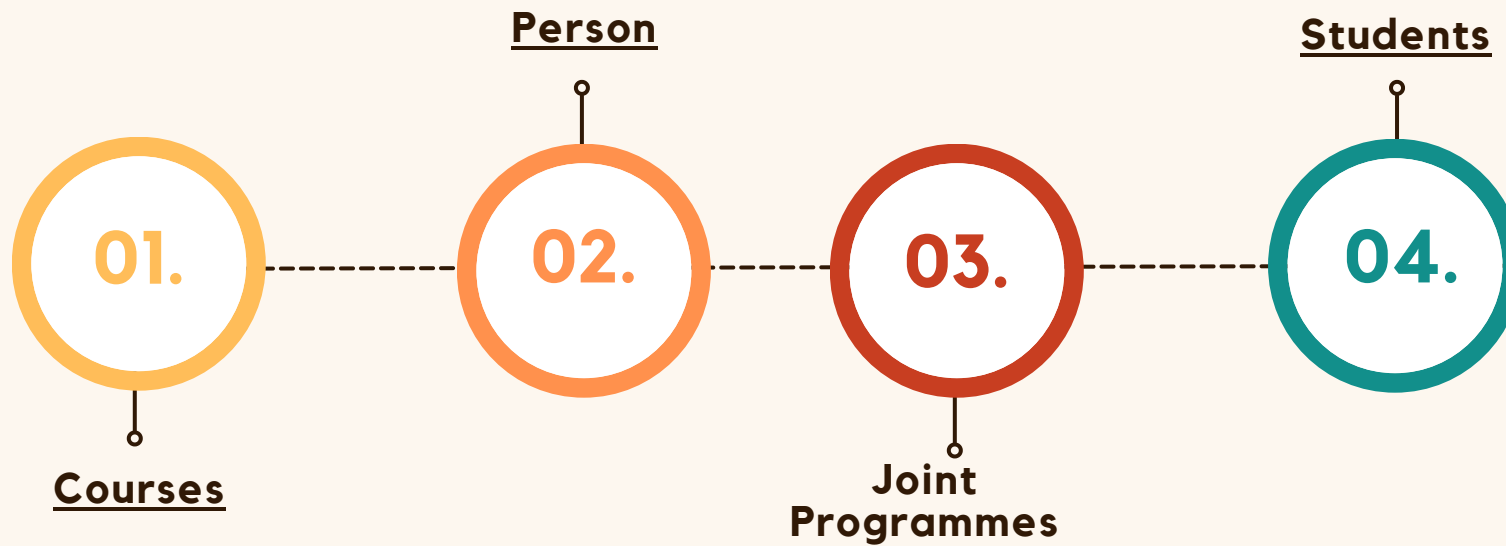 Person
Students
01.
02.
03.
04.
Courses
Joint
Programmes